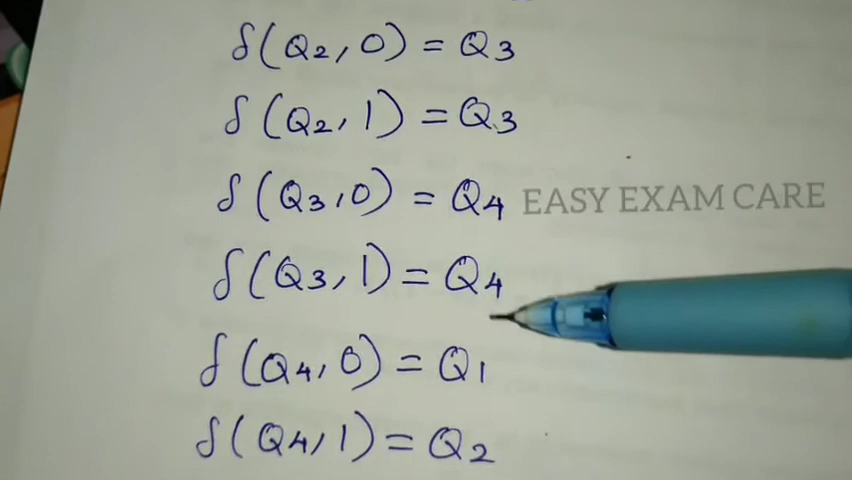 δ(Q2, 0) = Q3
δ(Q2, 1) = Q3
δ(Q3, 0) = Q4
EASY EXAM CARE
δ(Q3, 1) = Q4
δ(Q4, 0) = Q1
δ(Q4, 1) = Q2